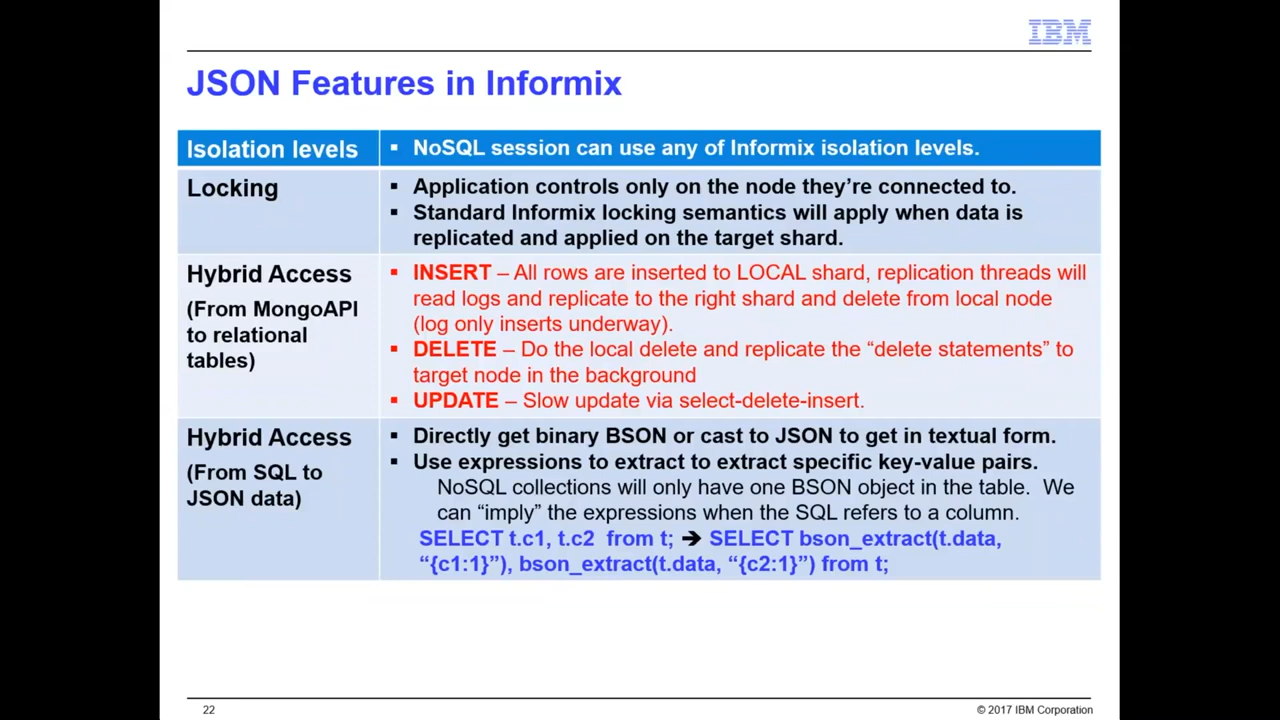 IBM
JSON Features in Informix
Isolation levels
▪ NoSQL session can use any of Informix isolation levels.
Locking
▪ Application controls only on the node they're connected to.
▪ Standard Informix locking semantics will apply when data is
replicated and applied on the target shard.
Hybrid Access
(From MongoAPI
to relational
tables)
▪ INSERT – All rows are inserted to LOCAL shard, replication threads will
read logs and replicate to the right shard and delete from local node
(log only inserts underway).
▪ DELETE – Do the local delete and replicate the “delete statements” to
target node in the background
▪ UPDATE – Slow update via select-delete-insert.
Hybrid Access
(From SQL to
JSON data)
▪ Directly get binary BSON or cast to JSON to get in textual form.
▪ Use expressions to extract to extract specific key-value pairs.
NoSQL collections will only have one BSON object in the table. We
can “imply” the expressions when the SQL refers to a column.
SELECT t.c1, t.c2 from t; ➔ SELECT bson_extract(t.data,
“{c1:1}”), bson_extract(t.data, “{c2:1}”) from t;
22
© 2017 IBM Corporation